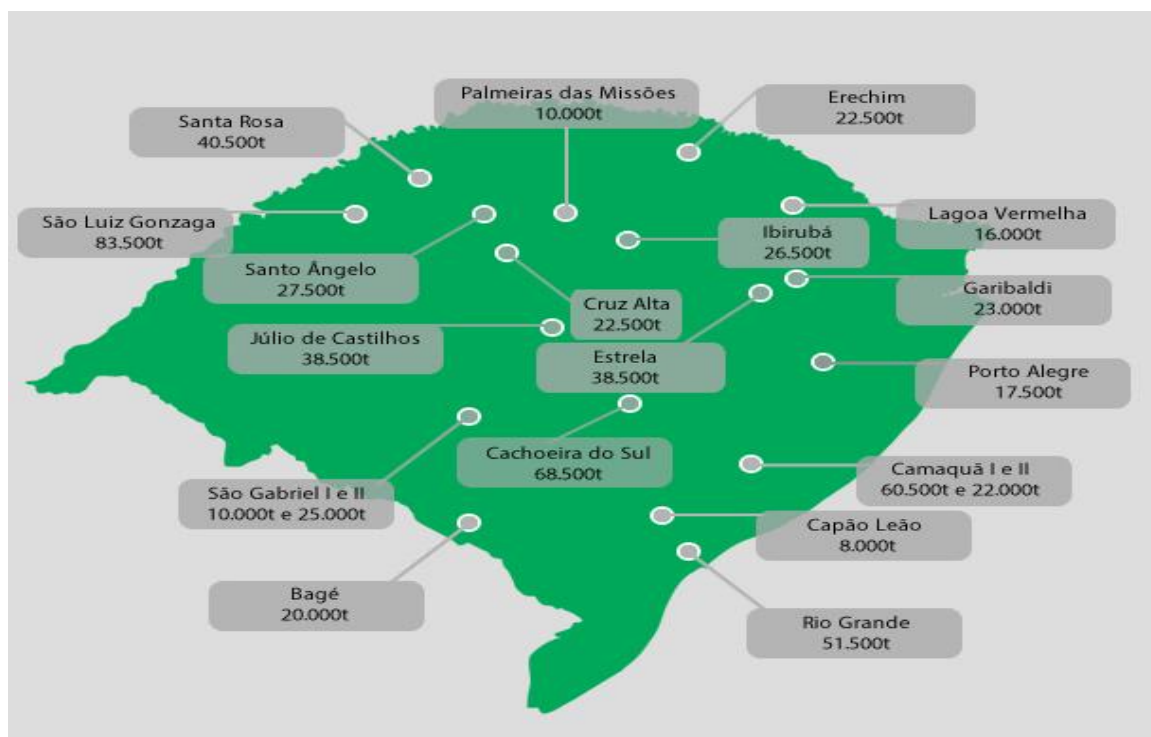 Palmeiras das Missões
10.000t
Erechim
22.500t
Santa Rosa
40.500t
São Luiz Gonzaga
83.500t
Lagoa Vermelha
16.000t
Ibirubá
26.500t
Santo Ângelo
27.500t
Garibaldi
23.000t
Cruz Alta
22.500t
Júlio de Castilhos
38.500t
Estrela
38.500t
Porto Alegre
17.500t
Cachoeira do Sul
68.500t
Camaquã I e II
60.500t e 22.000t
São Gabriel I e II
10.000t e 25.000t
Capão Leão
8.000t
Bagé
20.000t
Rio Grande
51.500t